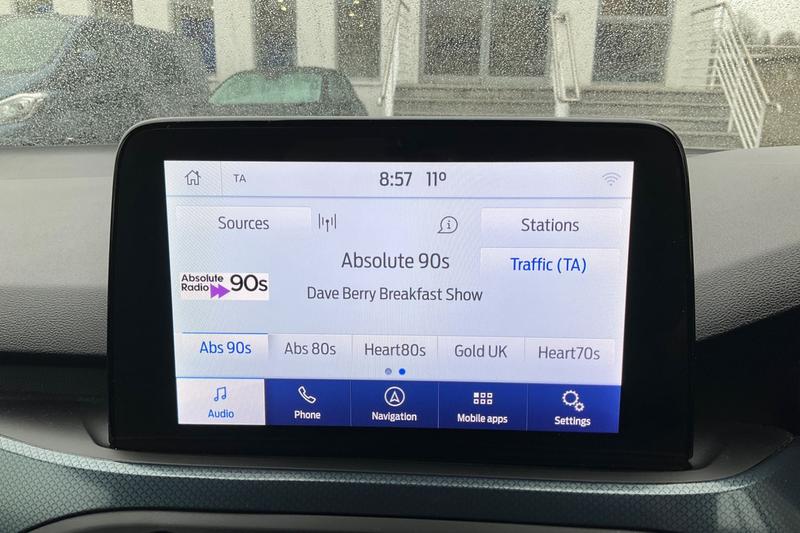 TA 8:57 11°
Sources Stations
Absolute 90s
Traffic (TA)
Absolute
Radio 90s
Dave Berry Breakfast Show
Abs 90s Abs 80s Heart80s Gold UK Heart70s
Audio Phone Navigation Mobile apps Settings